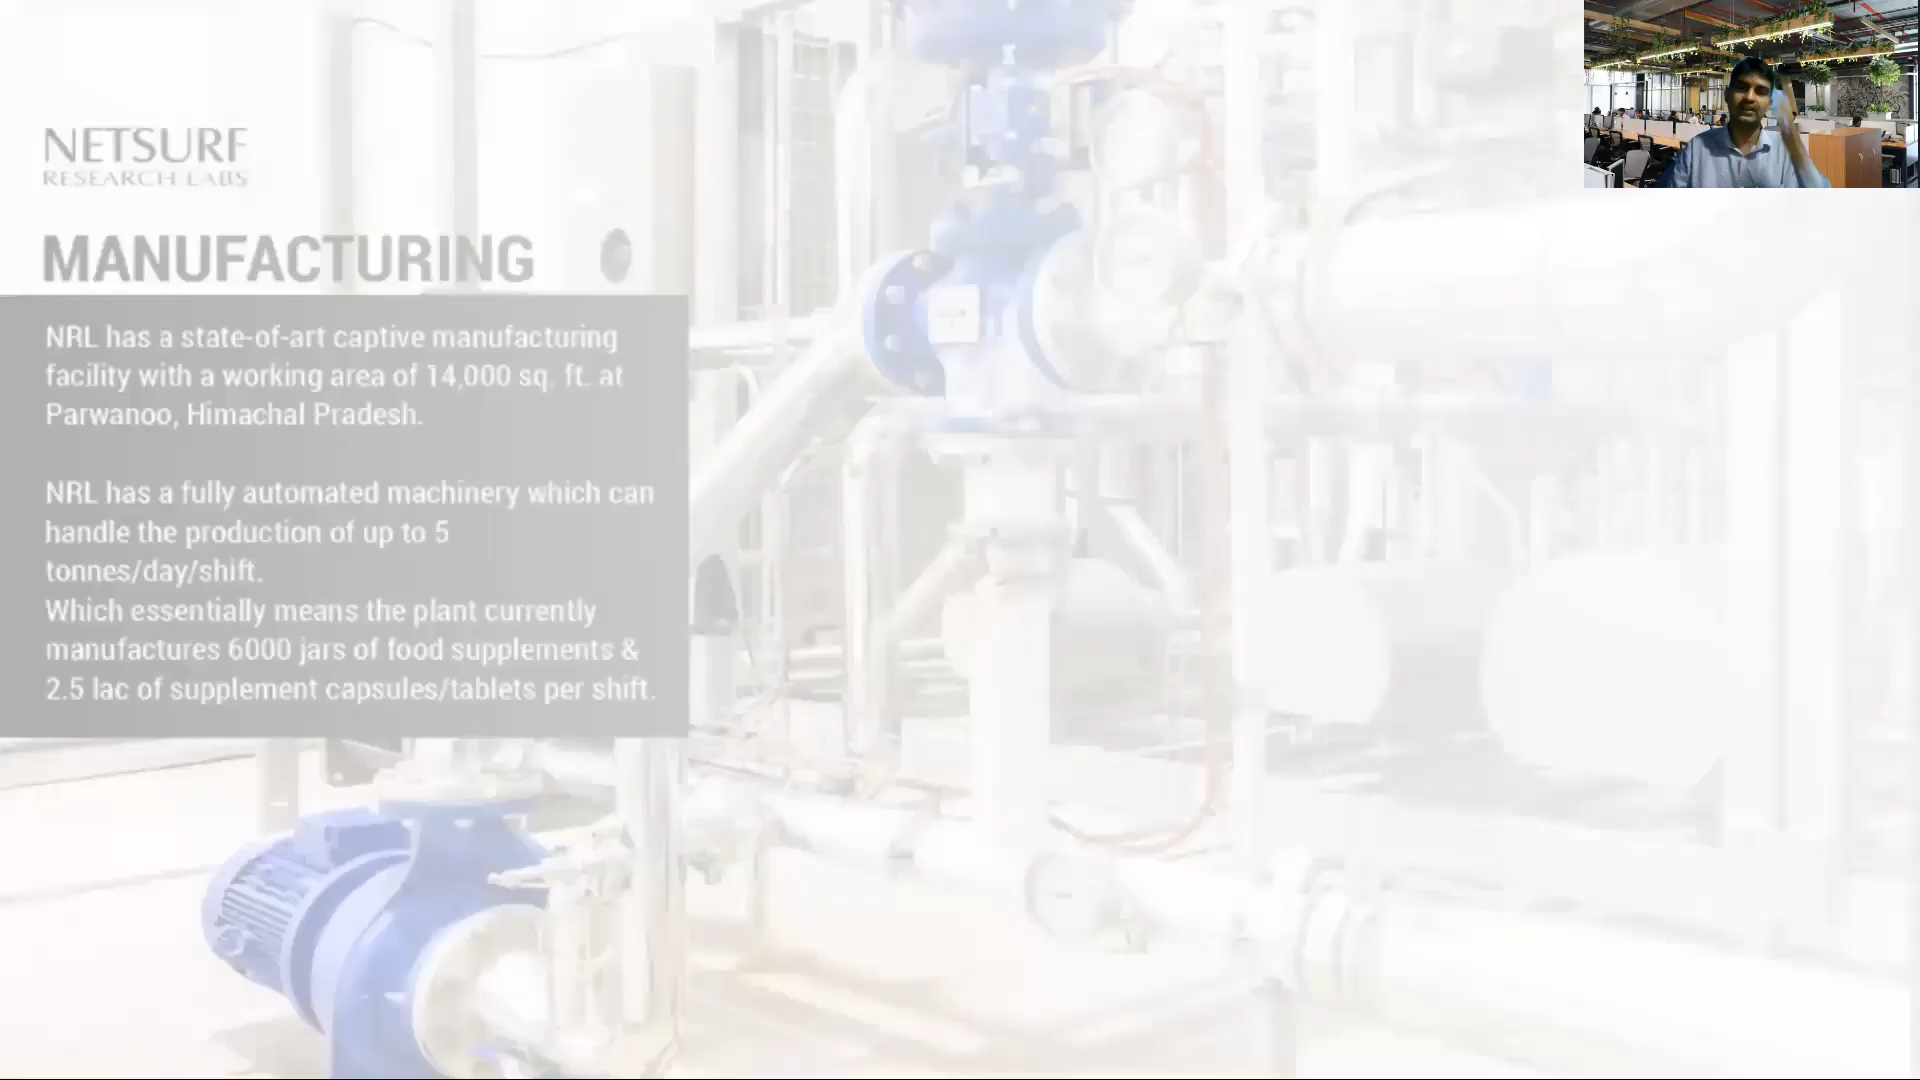 NETSURF
RESEARCH LABS
MANUFACTURING
NRL has a state-of-art captive manufacturing
facility with a working area of 14,000 sq. ft. at
Parwanoo, Himachal Pradesh.
NRL has a fully automated machinery which can
handle the production of up to 5
tonnes/day/shift.
Which essentially means the plant currently
manufactures 6000 jars of food supplements &
2.5 lac of supplement capsules/tablets per shift.